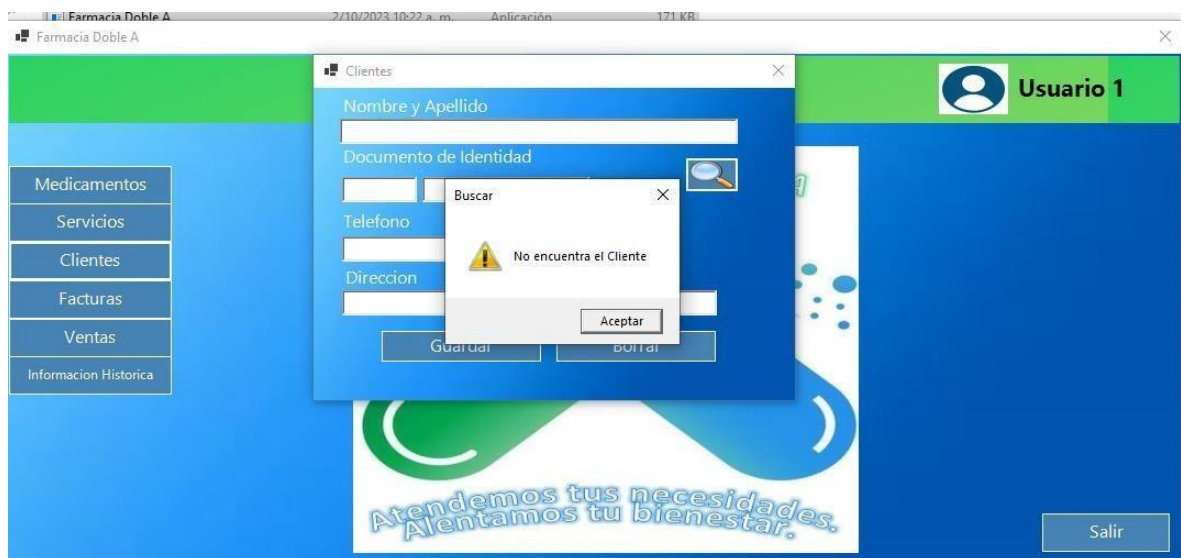 Farmacia Doble A 2/10/2023 10:22 a. m. Aplicación 171 KB
Farmacia Doble A
Clientes
Usuario 1
Nombre y Apellido
Documento de Identidad
Buscar
Medicamentos
Servicios
Telefono
No encuentra el Cliente
Clientes
Direccion
Facturas
Aceptar
Ventas
Guardar
Borrar
Informacion Historica
Atendemos tus necesidades.
Alentamos tu bienestar.
Salir